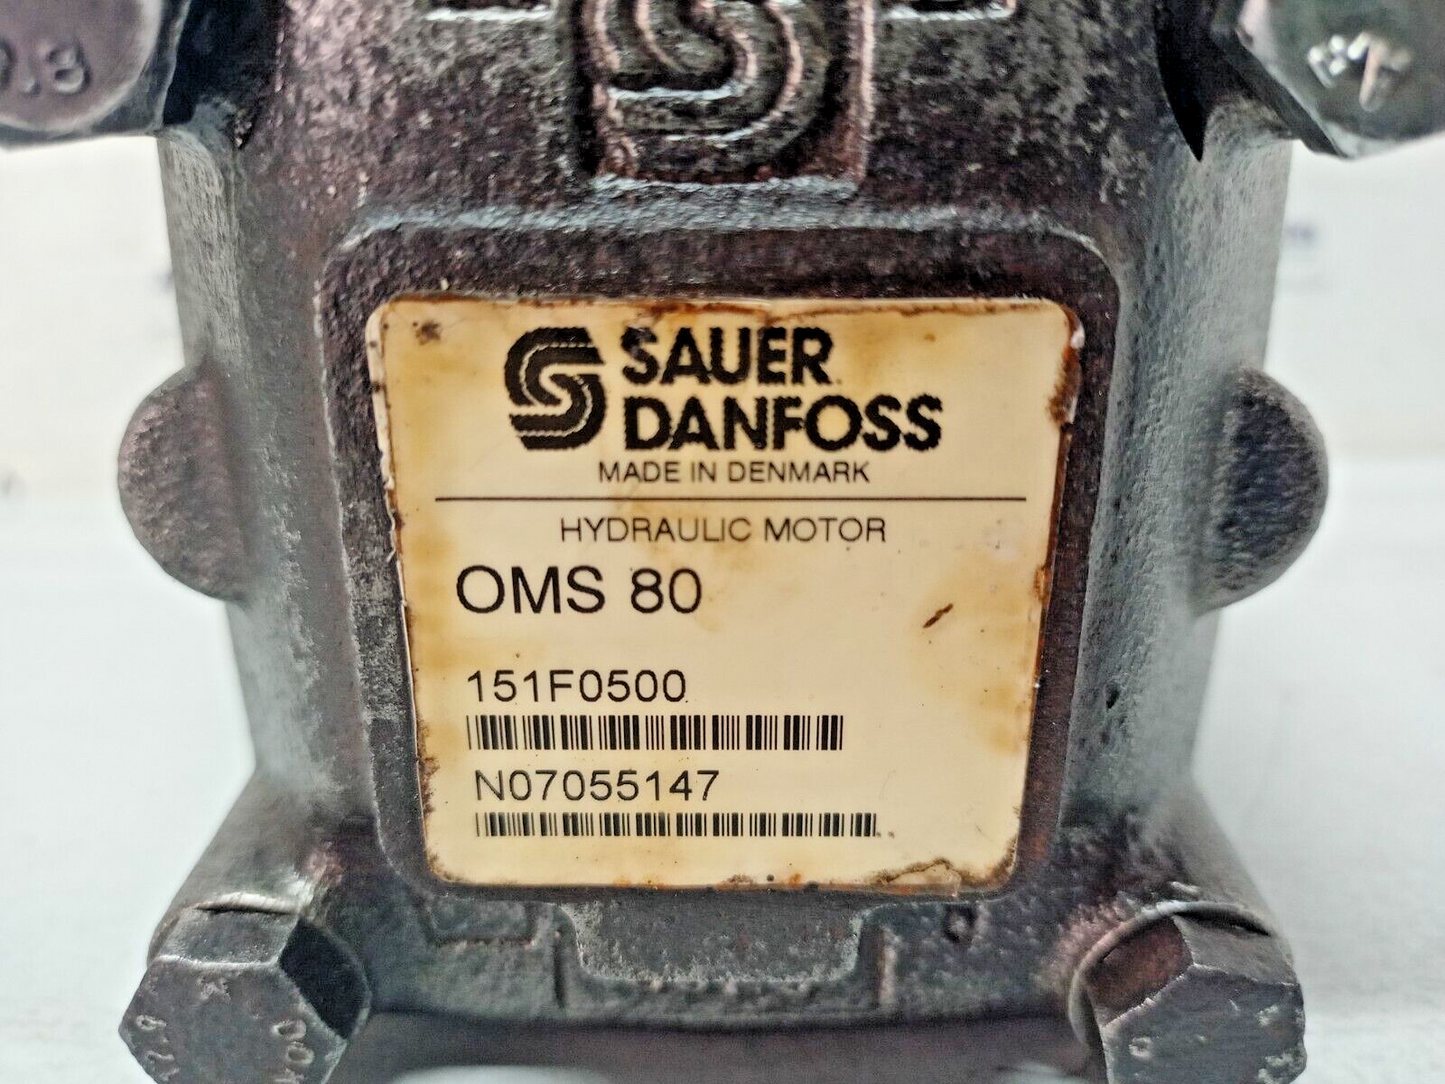 SAUER
DANFOSS
MADE IN DENMARK
HYDRAULIC MOTOR
OMS 80
151F0500
N07055147